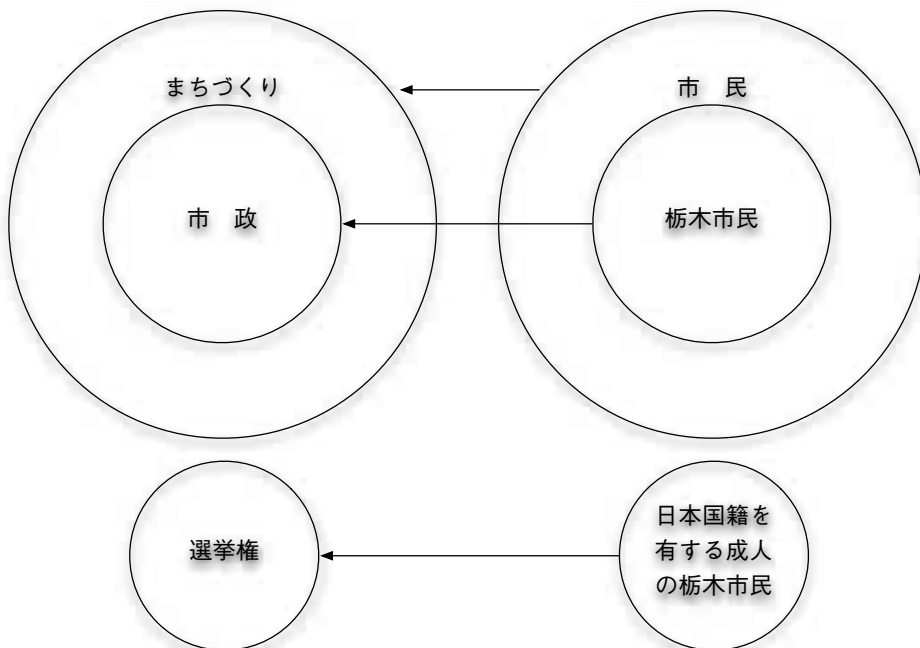 まちづくり
市　民
市　政
栃木市民
選挙権
日本国籍を
有する成人
の栃木市民